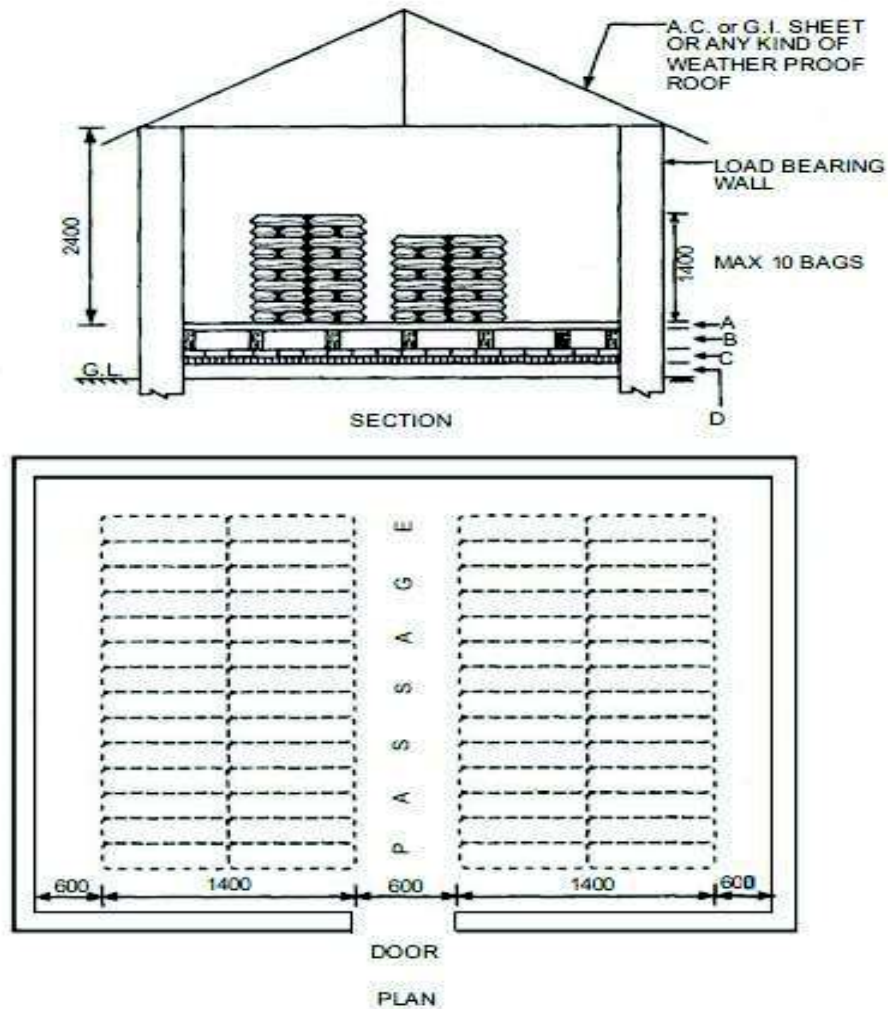 A.C. or G.I. SHEET
OR ANY KIND OF
WEATHER PROOF
ROOF
LOAD BEARING
WALL
2400
1400
MAX 10 BAGS
A
B
C
G.L.
D
SECTION
PASSSAGE
600
1400
600
1400
600
DOOR
PLAN